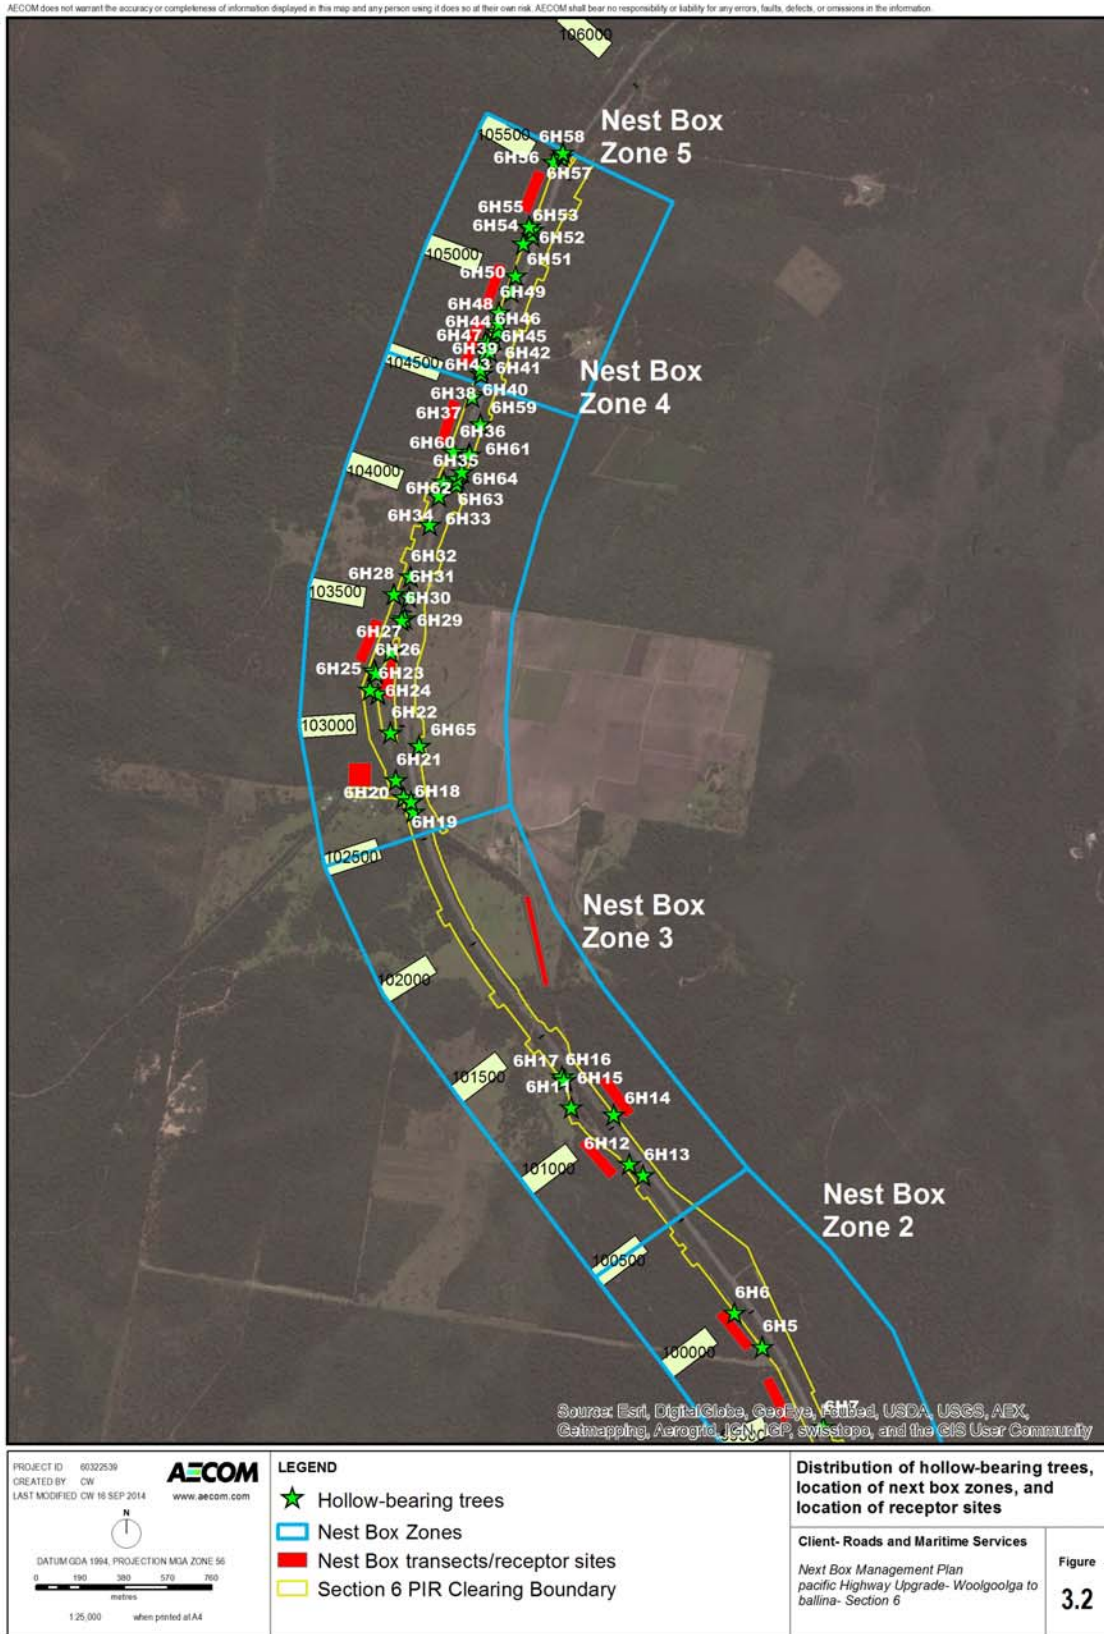 AECOM does not warrant the accuracy or completeness of information displayed in this map and any person using it does so at their own risk. AECOM shall bear no responsibility or liability for any errors, faults, defects, or omissions in the information.
106000
105500
6H58
Nest Box
Zone 5
6H56
6H57
6H55
6H53
6H54
6H52
105000
6H51
6H50
6H49
6H48
6H44
6H46
6H47
6H45
6H39
6H42
104500
6H43
6H41
Nest Box
Zone 4
6H38
6H40
6H37
6H59
6H36
6H60
6H61
6H35
104000
6H64
6H62
6H63
6H34
6H33
6H32
6H28
6H31
103500
6H30
6H29
6H27
6H26
6H25
6H23
6H24
6H22
103000
6H65
6H21
6H20
6H18
6H19
102500
Nest Box
Zone 3
102000
6H17
6H16
101500
6H11
6H15
6H14
6H12
6H13
101000
Nest Box
Zone 2
100500
6H6
6H5
100000
6H7
Source: Esri, DigitalGlobe, GeoEye, i-cubed, USDA, USGS, AEX,
Getmapping, Aerogrid, IGN, IGP, swisstopo, and the GIS User Community
PROJECT ID 60322539
CREATED BY CW
LAST MODIFIED CW 16 SEP 2014
AECOM
www.aecom.com
N
DATUM GDA 1994, PROJECTION MGA ZONE 56
0 190 380 570 760
metres
1:25,000 when printed at A4
LEGEND
Hollow-bearing trees
Nest Box Zones
Nest Box transects/receptor sites
Section 6 PIR Clearing Boundary
Distribution of hollow-bearing trees,
location of next box zones, and
location of receptor sites
Client- Roads and Maritime Services
Next Box Management Plan
pacific Highway Upgrade- Woolgoolga to
ballina- Section 6
Figure
3.2